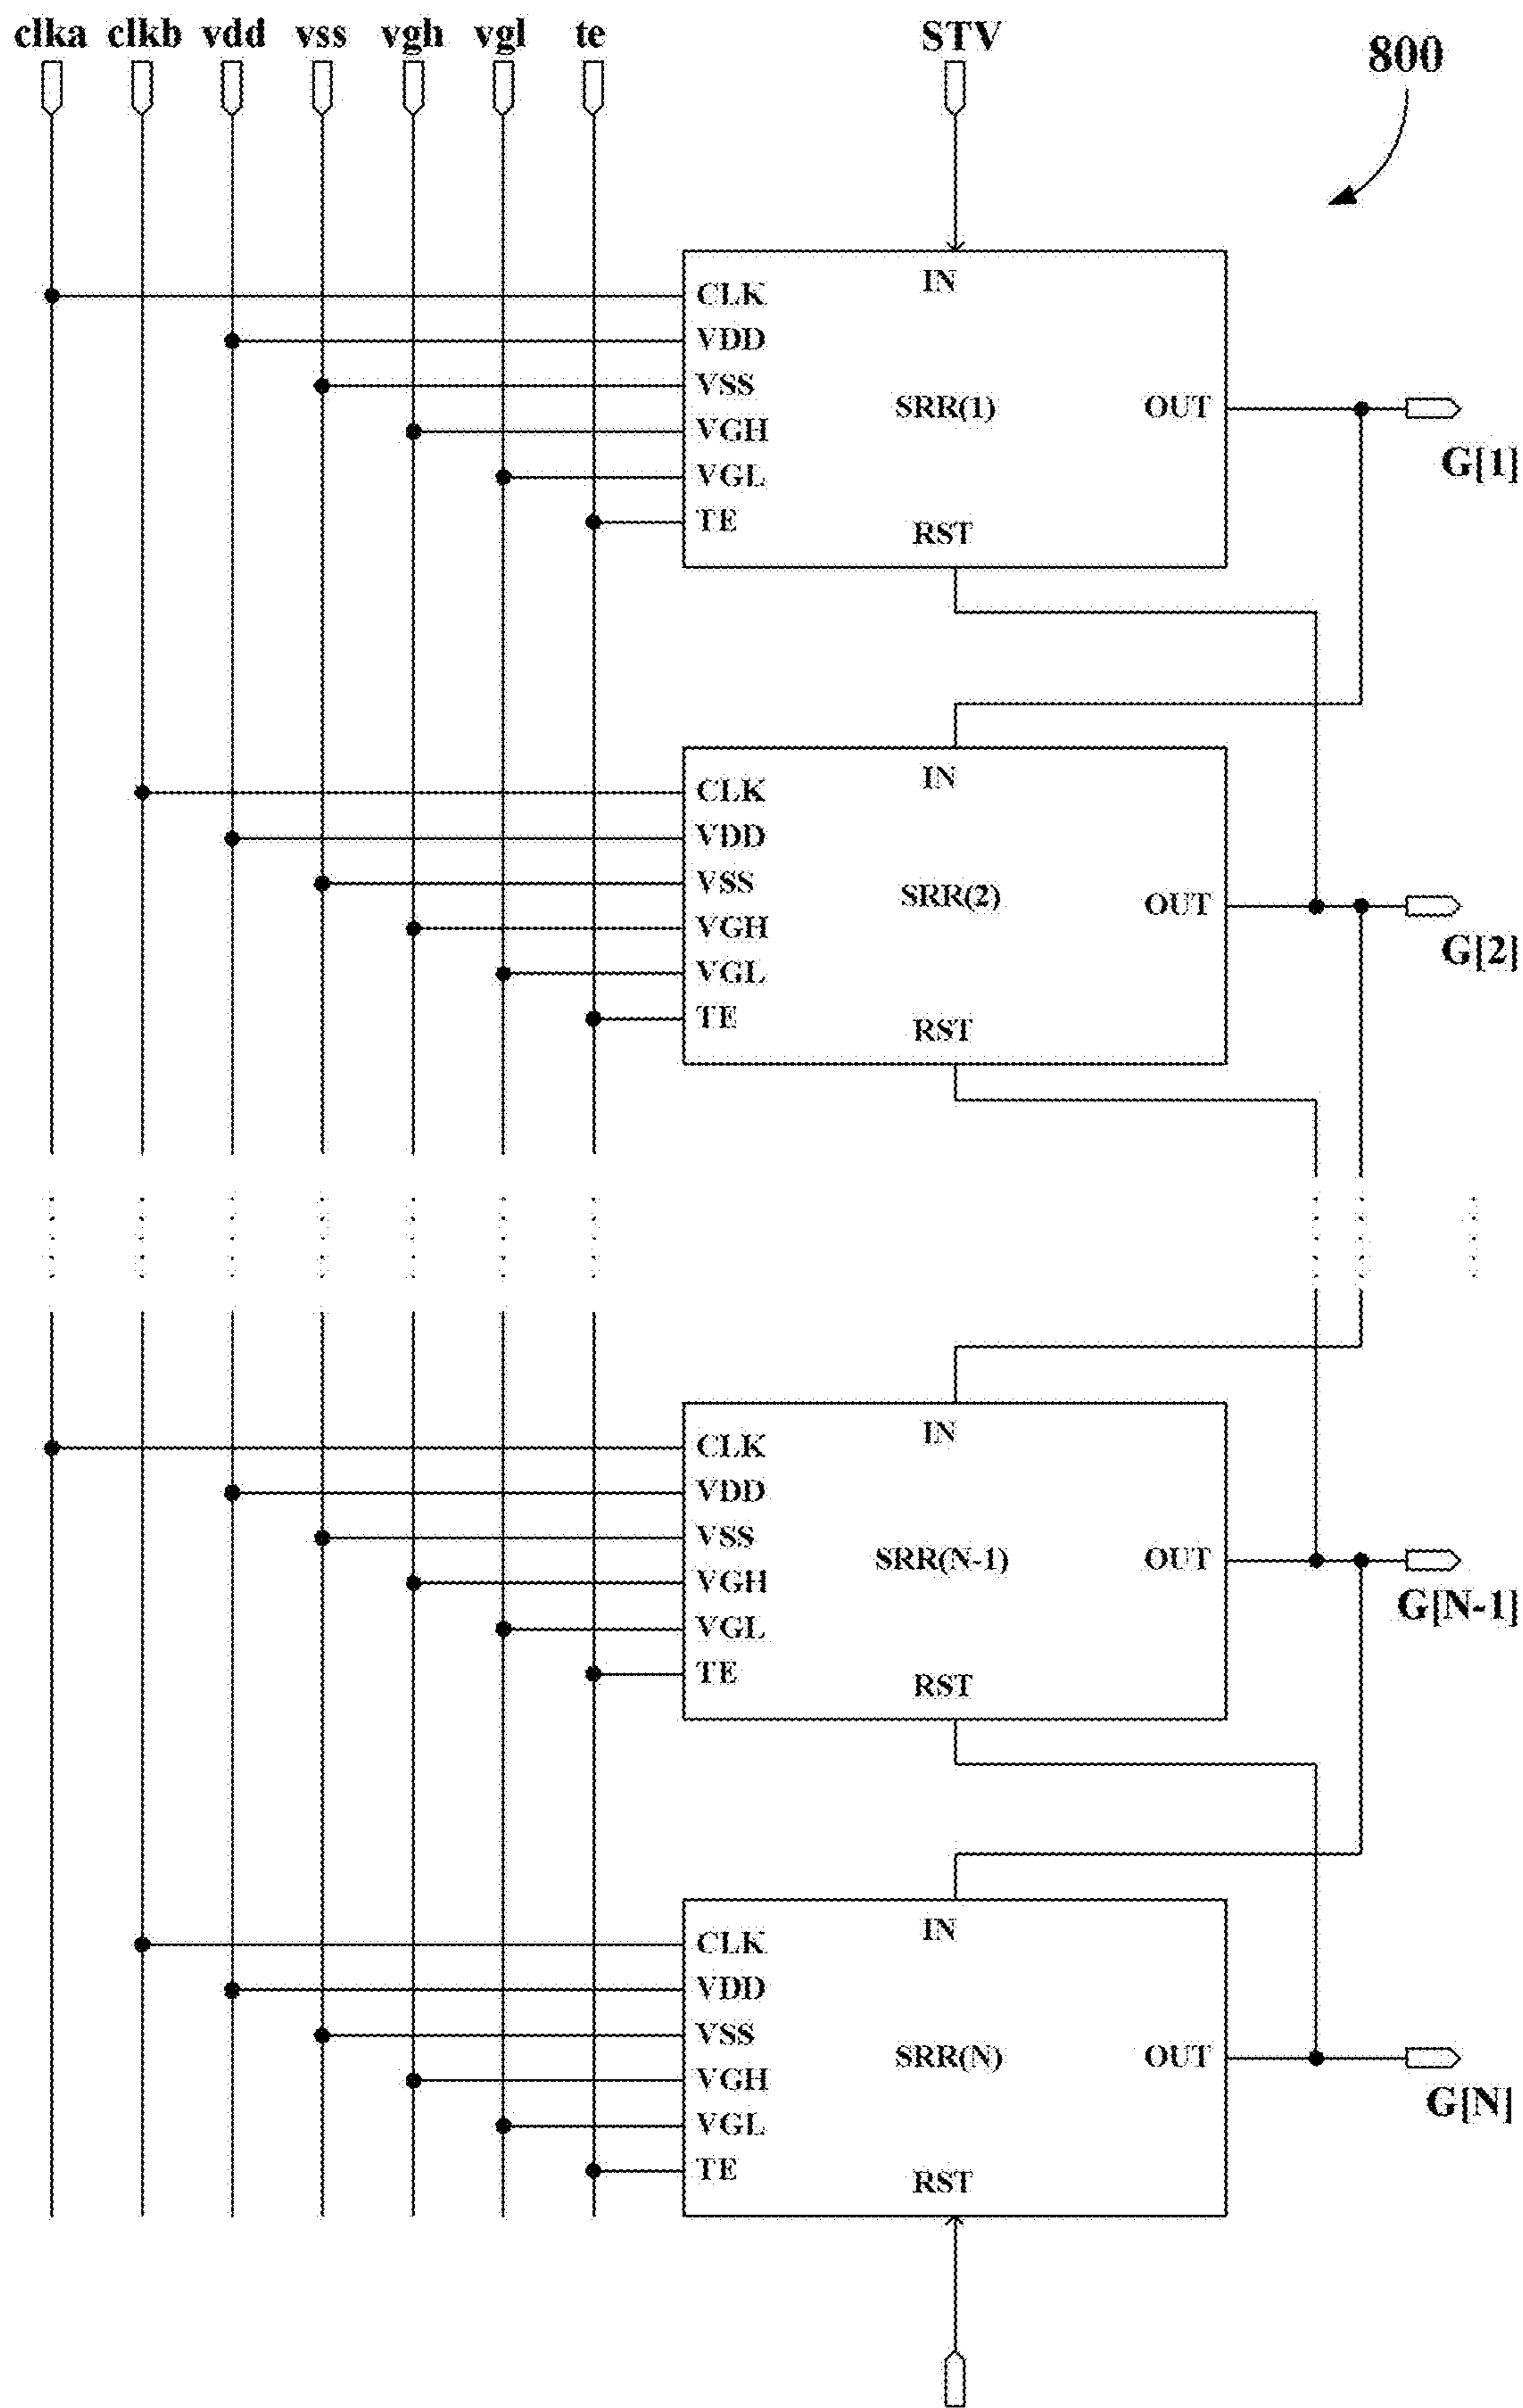 clka clkb vdd vss vgh vgl te STV 800
IN
CLK
VDD
VSS
VGH
VGL
TE
SRR(1)
OUT
RST
G[1]
IN
CLK
VDD
VSS
VGH
VGL
TE
SRR(2)
OUT
RST
G[2]
IN
CLK
VDD
VSS
VGH
VGL
TE
SRR(N-1)
OUT
RST
G[N-1]
IN
CLK
VDD
VSS
VGH
VGL
TE
SRR(N)
OUT
RST
G[N]